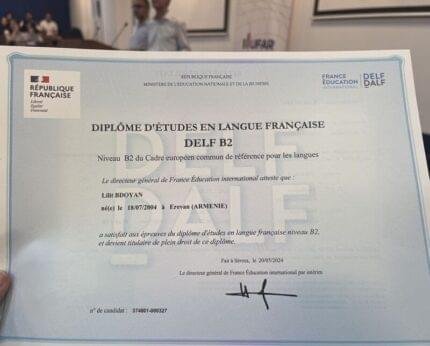 UFAR
RÉPUBLIQUE
FRANÇAISE
Liberté
Égalité
Fraternité
RÉPUBLIQUE FRANÇAISE
MINISTÈRE DE L'ÉDUCATION NATIONALE ET DE LA JEUNESSE
FRANCE
ÉDUCATION
INTERNATIONAL
DELF
DALF
DIPLÔME D'ÉTUDES EN LANGUE FRANÇAISE
DELF B2
Niveau B2 du Cadre européen commun de référence pour les langues
Le directeur général de France Éducation international atteste que :
Lilit BDOYAN
né(e) le 18/07/2004 à Erevan (ARMENIE)
DELF
DALF
a satisfait aux épreuves du diplôme d'études en langue française niveau B2,
et devient titulaire de plein droit de ce diplôme.
Fait à Sèvres, le 20/05/2024
Le directeur général de France Éducation international par intérim
n° de candidat : 374001-000327